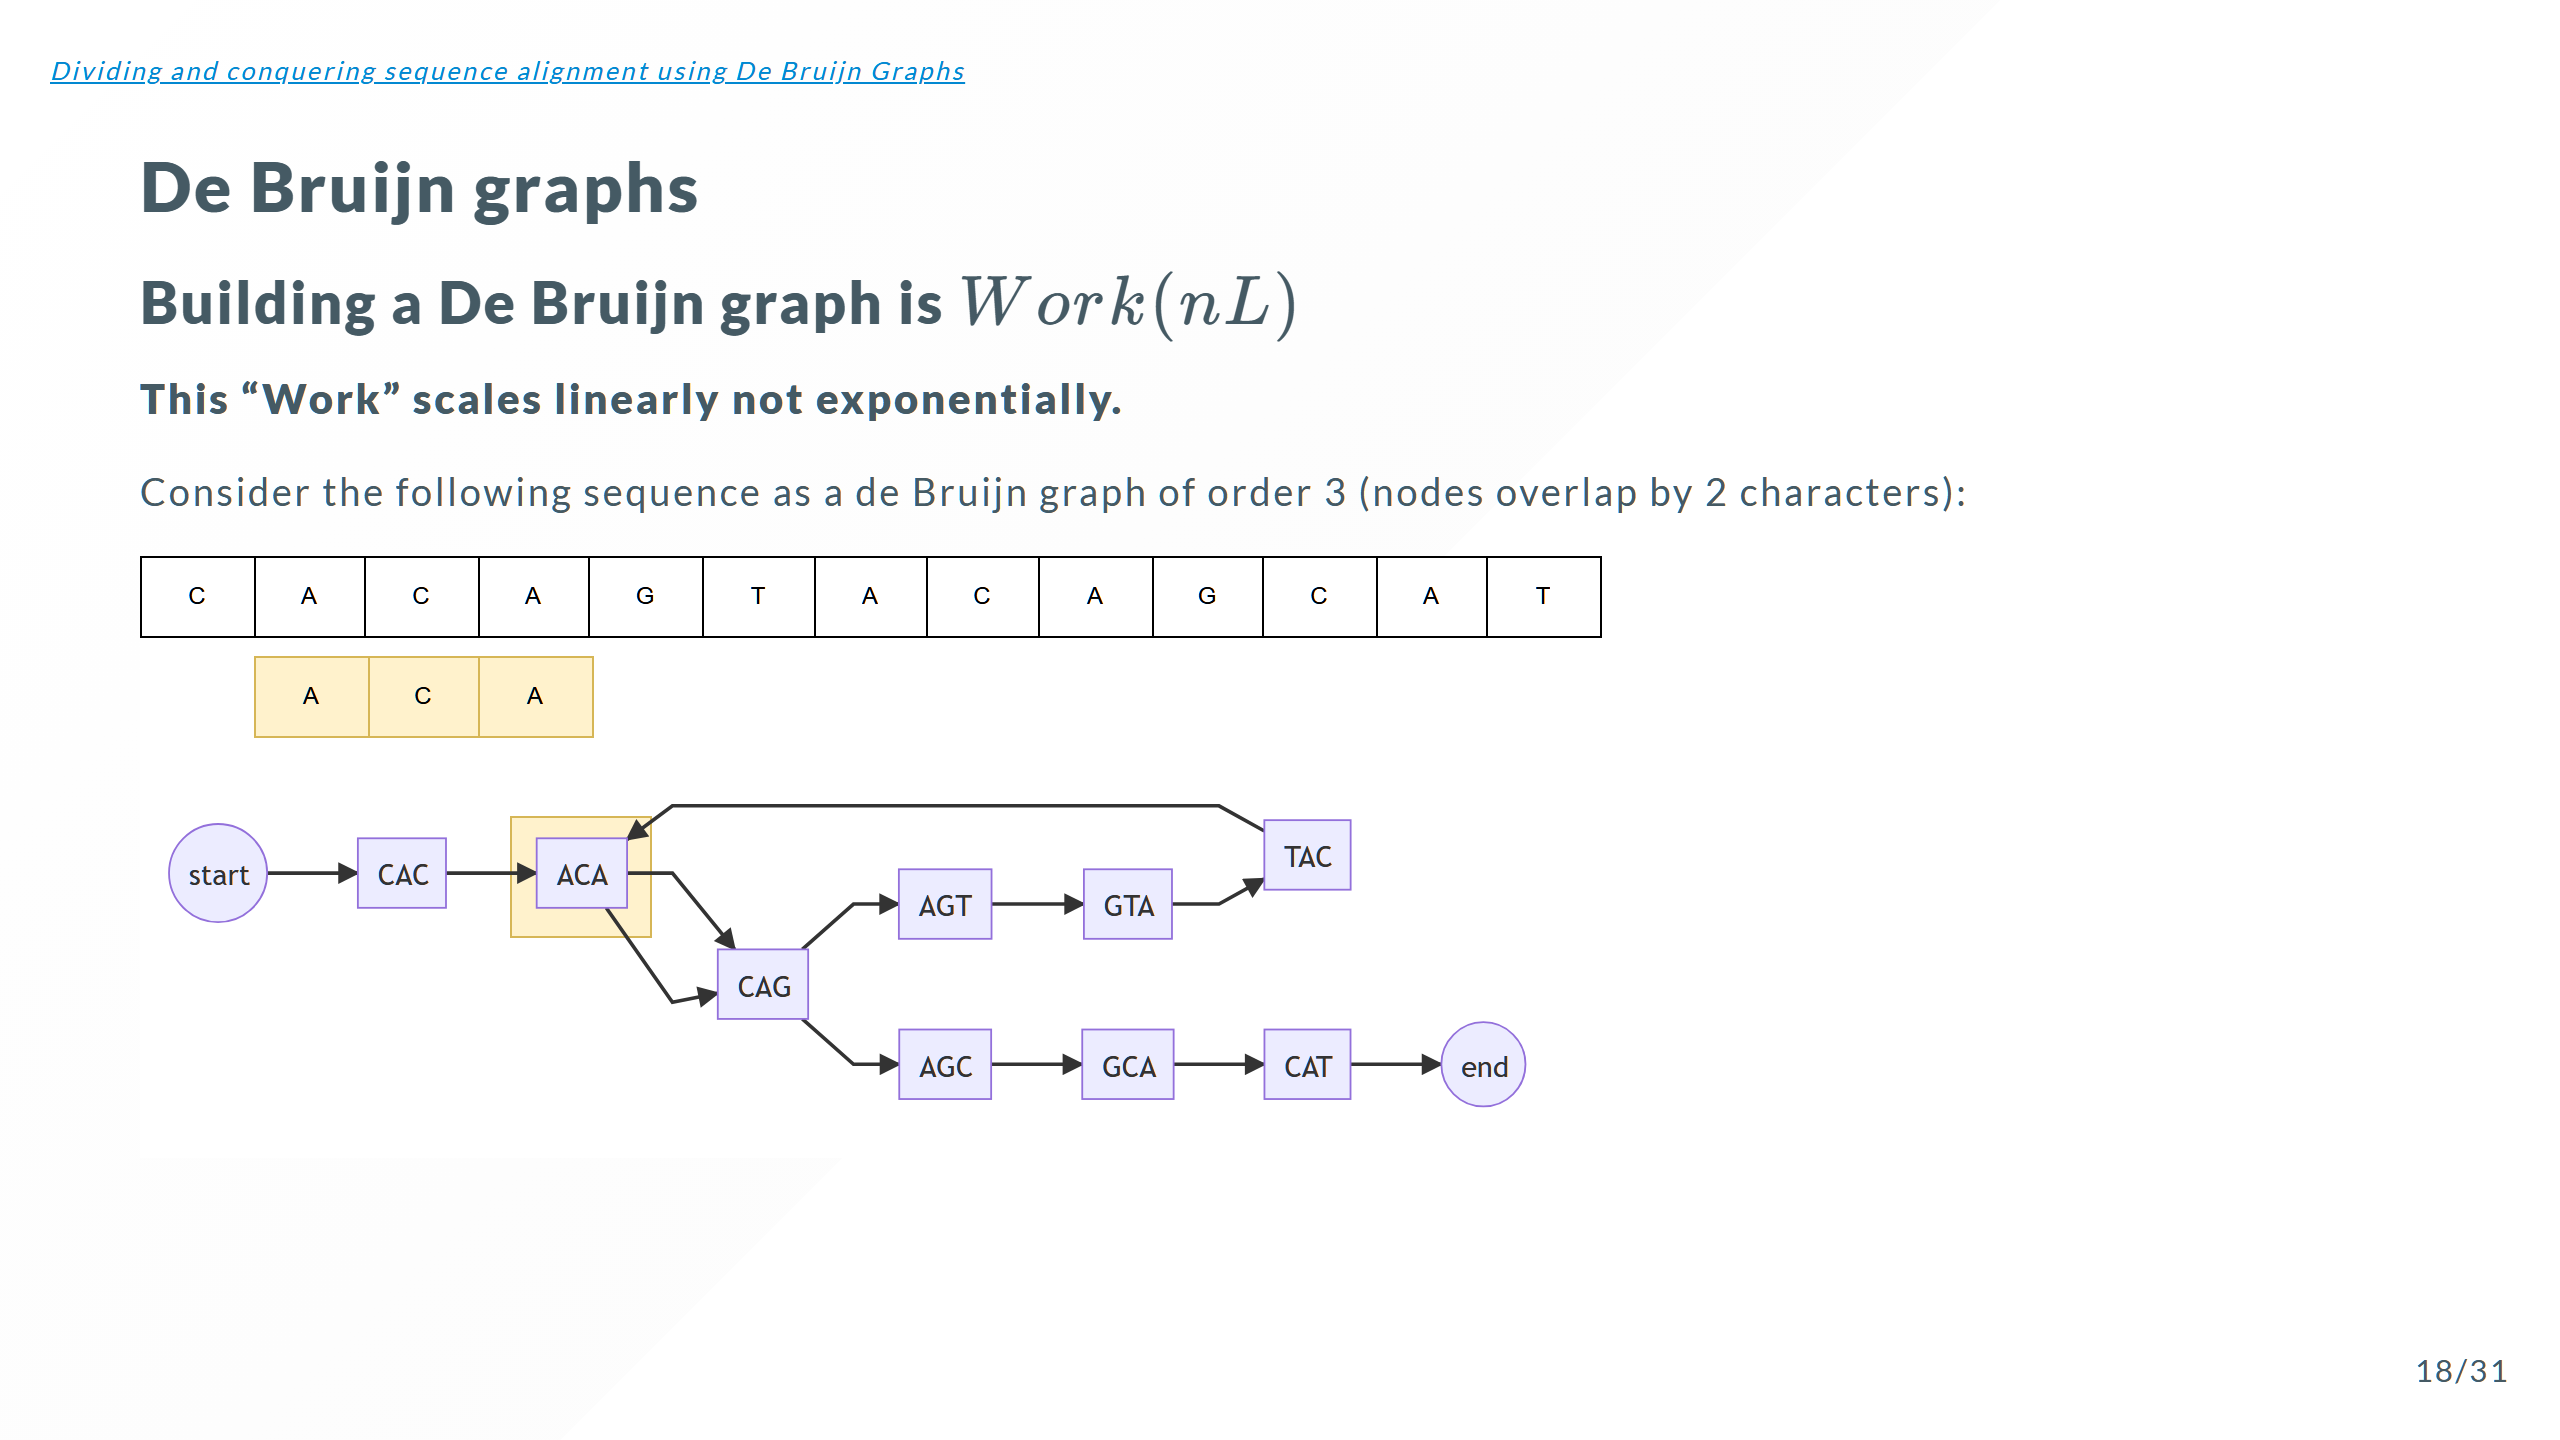 Dividing and conquering sequence alignment using De Bruijn Graphs
De Bruijn graphs
Building a De Bruijn graph is Work(nL)
This “Work” scales linearly not exponentially.
Consider the following sequence as a de Bruijn graph of order 3 (nodes overlap by 2 characters):
C A C A G T A C A G C A T
A C A
start CAC ACA CAG AGT GTA TAC
AGC GCA CAT end
18/31